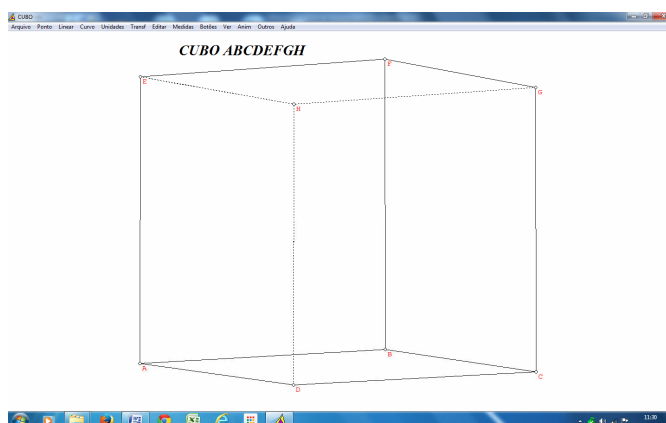 CUBO
Arquivo Ponto Linear Curvo Unidades Transf Editar Medidas Botões Ver Anim Outros Ajuda
CUBO ABCDEFGH
F
E
G
H
B
A
C
D
11:30